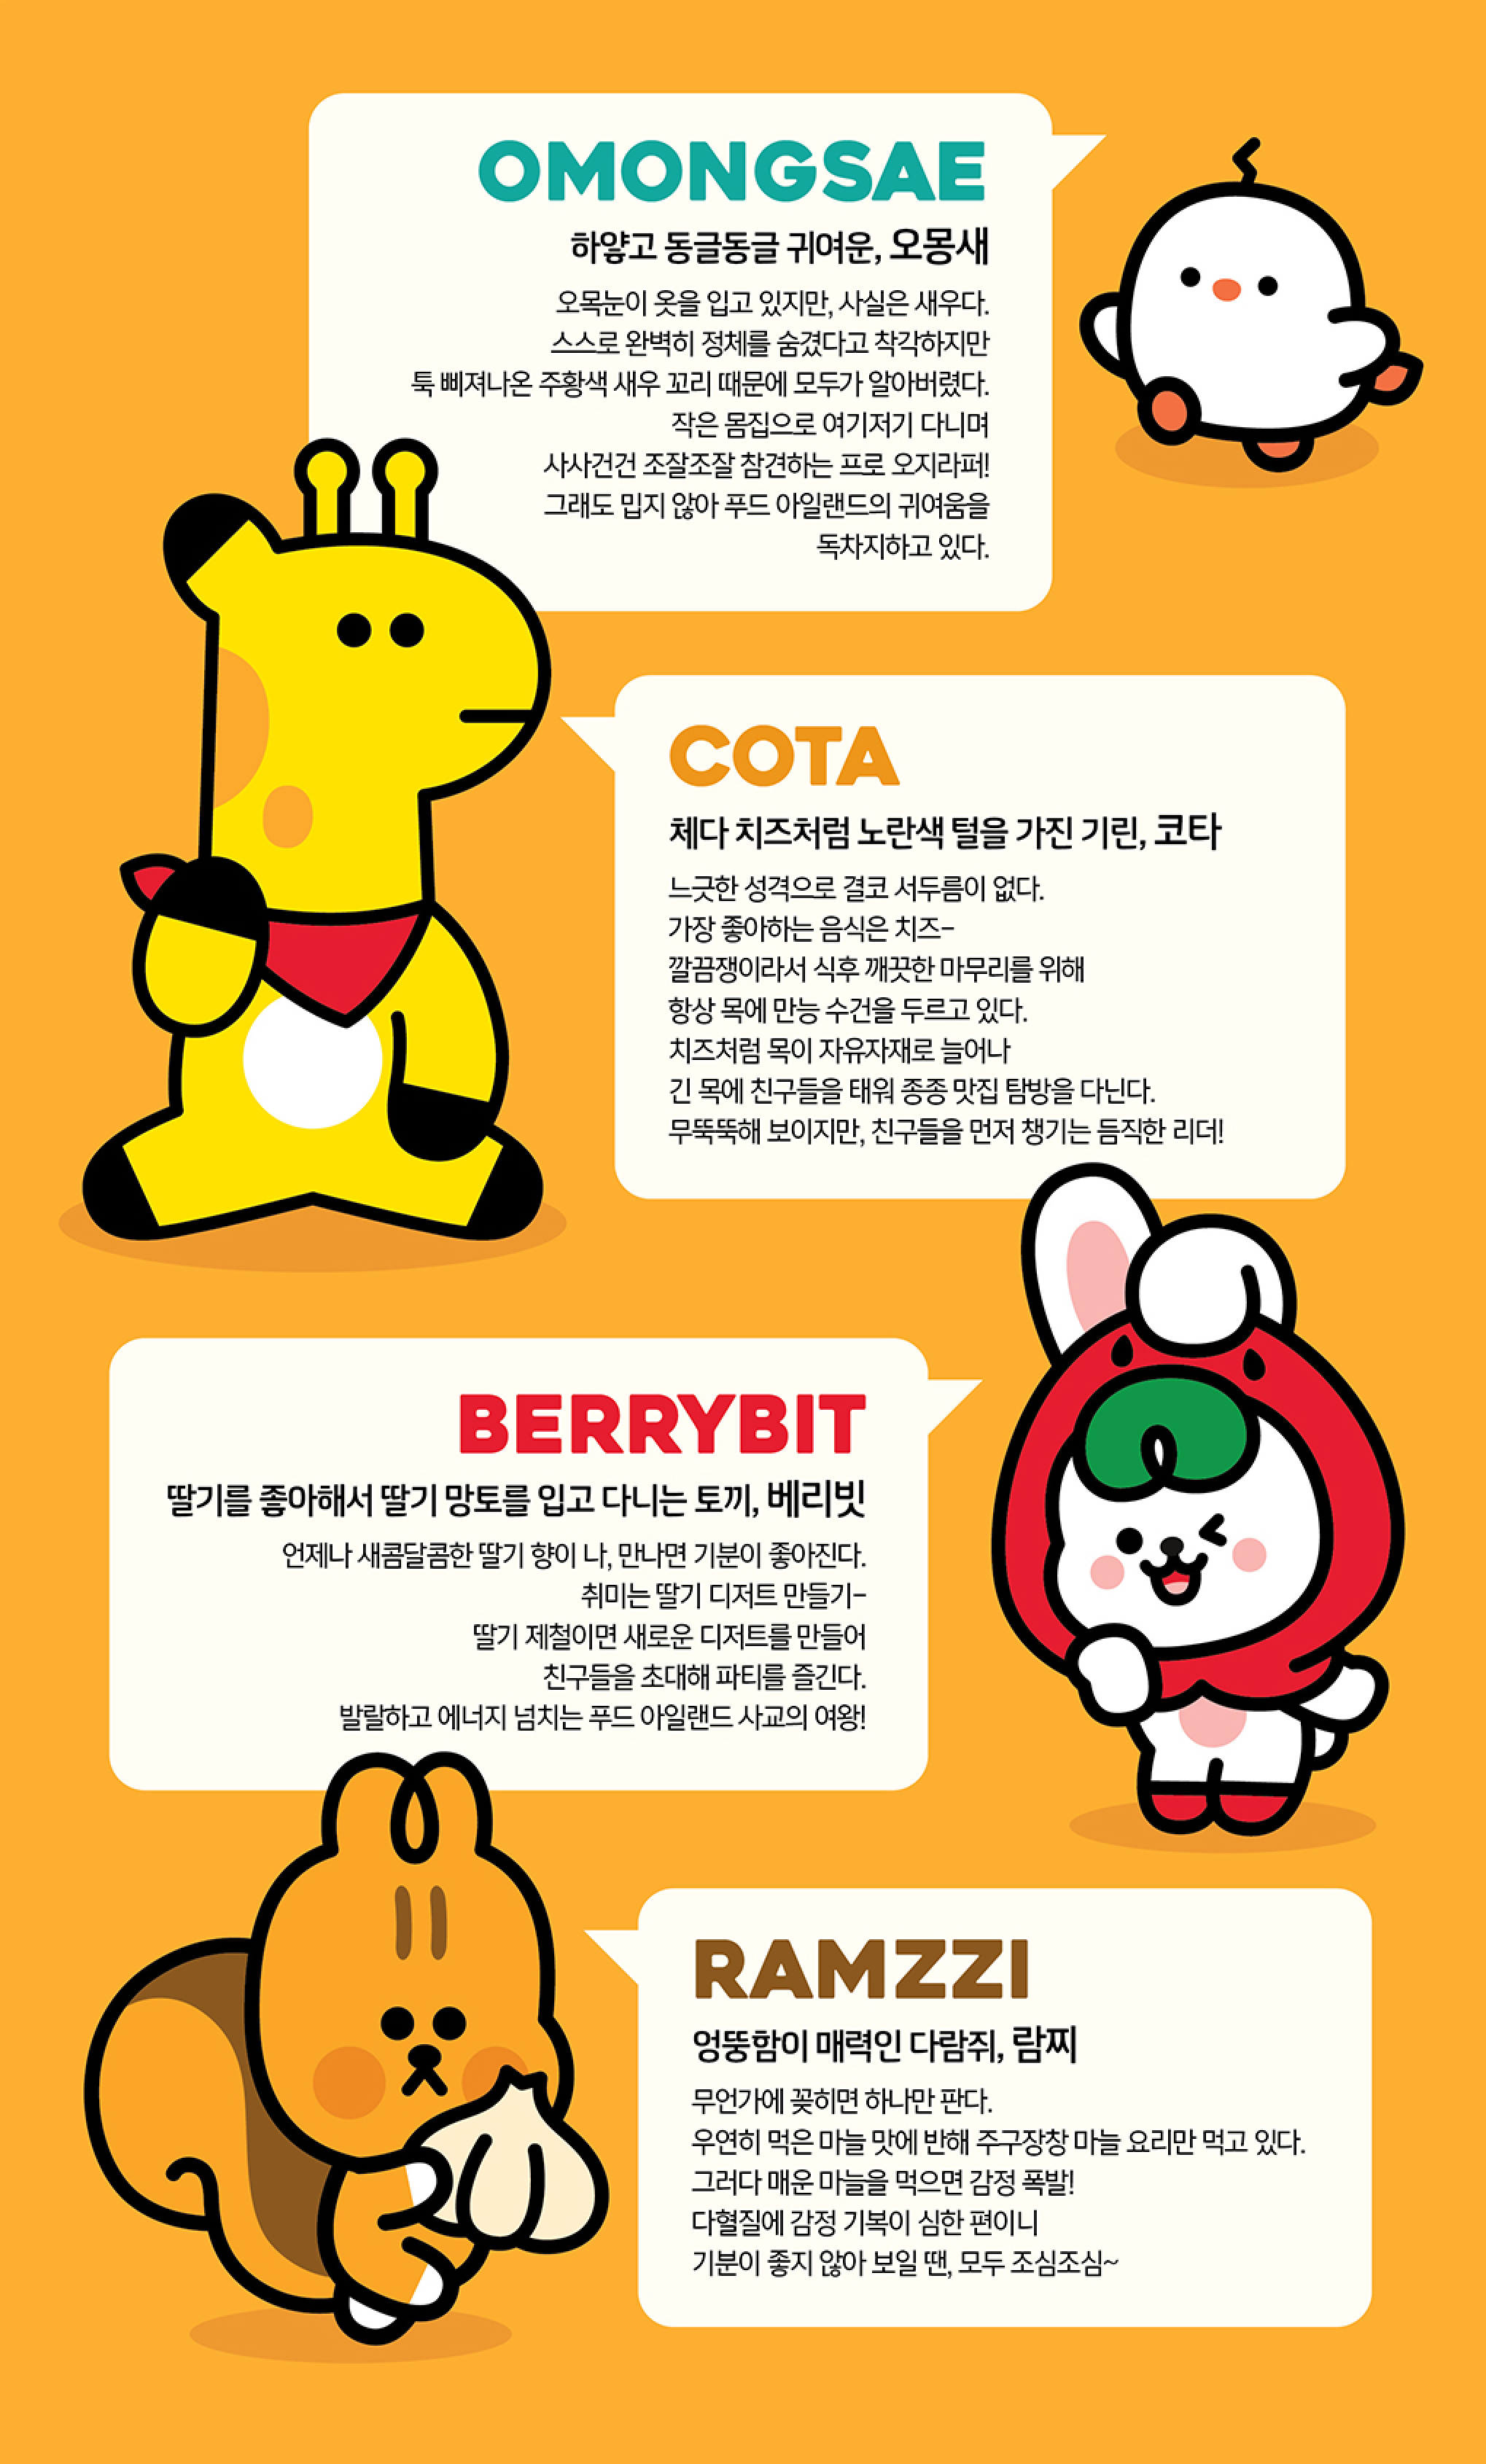 OMONGSAE
하얗고 동글동글 귀여운, 오몽새
오목눈이 옷을 입고 있지만, 사실은 새우다.
스스로 완벽히 정체를 숨겼다고 착각하지만
툭 삐져나온 주황색 새우 꼬리 때문에 모두가 알아버렸다.
작은 몸집으로 여기저기 다니며
사사건건 조잘조잘 참견하는 프로 오지라퍼!
그래도 밉지 않아 푸드 아일랜드의 귀여움을
독차지하고 있다.
COTA
체다 치즈처럼 노란색 털을 가진 기린, 코타
느긋한 성격으로 결코 서두름이 없다.
가장 좋아하는 음식은 치즈-
깔끔쟁이라서 식후 깨끗한 마무리를 위해
항상 목에 만능 수건을 두르고 있다.
치즈처럼 목이 자유자재로 늘어나
긴 목에 친구들을 태워 종종 맛집 탐방을 다닌다.
무뚝뚝해 보이지만, 친구들을 먼저 챙기는 듬직한 리더!
BERRYBIT
딸기를 좋아해서 딸기 망토를 입고 다니는 토끼, 베리빗
언제나 새콤달콤한 딸기 향이 나, 만나면 기분이 좋아진다.
취미는 딸기 디저트 만들기-
딸기 제철이면 새로운 디저트를 만들어
친구들을 초대해 파티를 즐긴다.
발랄하고 에너지 넘치는 푸드 아일랜드 사교의 여왕!
RAMZZI
엉뚱함이 매력인 다람쥐, 람찌
무언가에 꽂히면 하나만 판다.
우연히 먹은 마늘 맛에 반해 주구장창 마늘 요리만 먹고 있다.
그러다 매운 마늘을 먹으면 감정 폭발!
다혈질에 감정 기복이 심한 편이니
기분이 좋지 않아 보일 땐, 모두 조심조심~